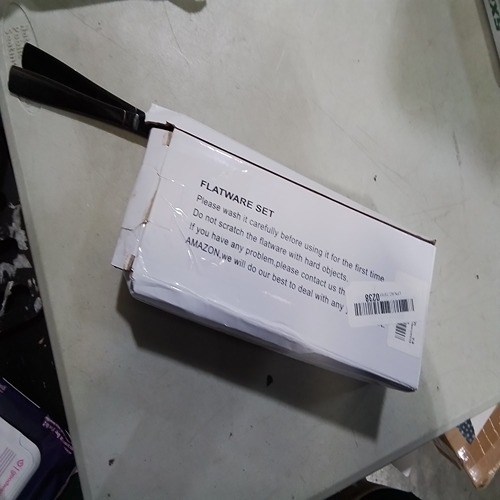 FLATWARE SET
Please wash it carefully before using it for the first time
Do not scratch the flatware with hard objects.
If you have any problem,please contact us th
AMAZON,we will do our best to deal with any
0238